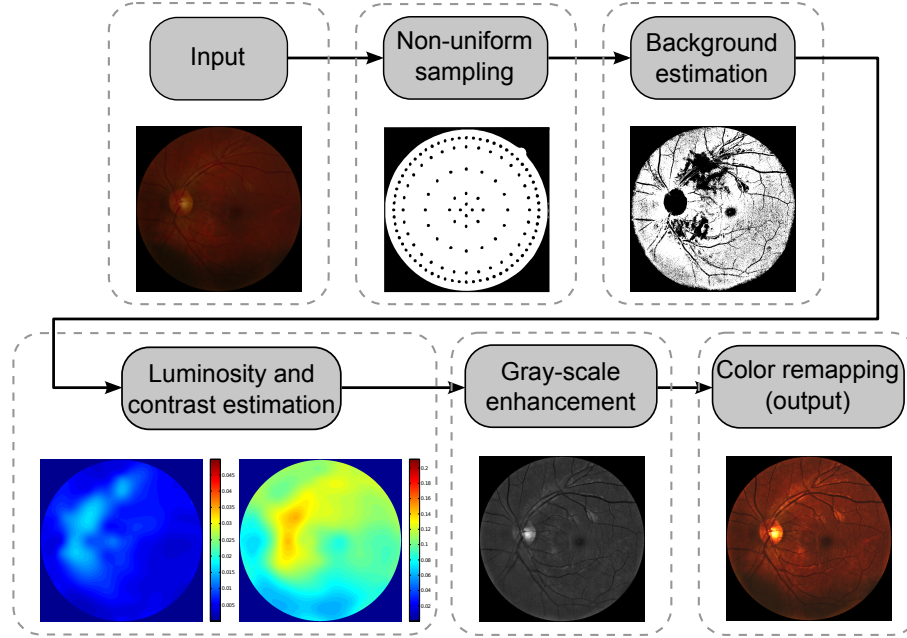 Input
Non-uniform
sampling
Background
estimation
Luminosity and
contrast estimation
Gray-scale
enhancement
Color remapping
(output)
0.045
0.04
0.035
0.03
0.025
0.02
0.015
0.01
0.005
0.2
0.18
0.16
0.14
0.12
0.1
0.08
0.06
0.04
0.02